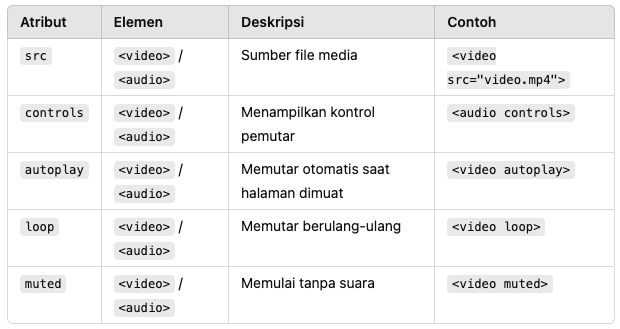 Atribut Elemen Deskripsi Contoh
src <video> / Sumber file media <video
<audio> src="video.mp4">
controls <video> / Menampilkan kontrol <audio controls>
<audio> pemutar
autoplay <video> / Memutar otomatis saat <video autoplay>
<audio> halaman dimuat
loop <video> / Memutar berulang-ulang <video loop>
<audio>
muted <video> / Memulai tanpa suara <video muted>
<audio>